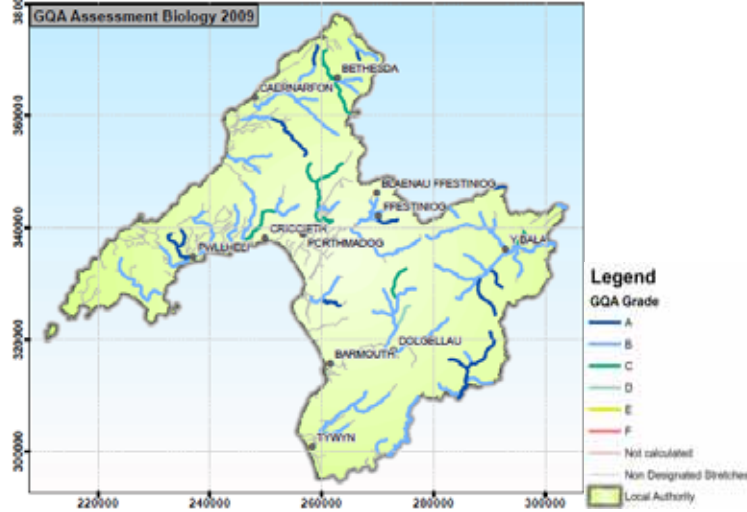 GQA Assessment Biology 2009
BETHESDA
CAERNARFON
360000
BLAENAU FFESTINIOG
FFESTINIOG
340000
CRICCIETH
Y BALA
PWLLHELI
PORTHMADOG
320000
DOLGELLAU
BARMOUTH
300000
TYWYN
220000 240000 260000 280000 300000
Legend
GQA Grade
A
B
C
D
E
F
Not calculated
Non Designated Stretches
Local Authority